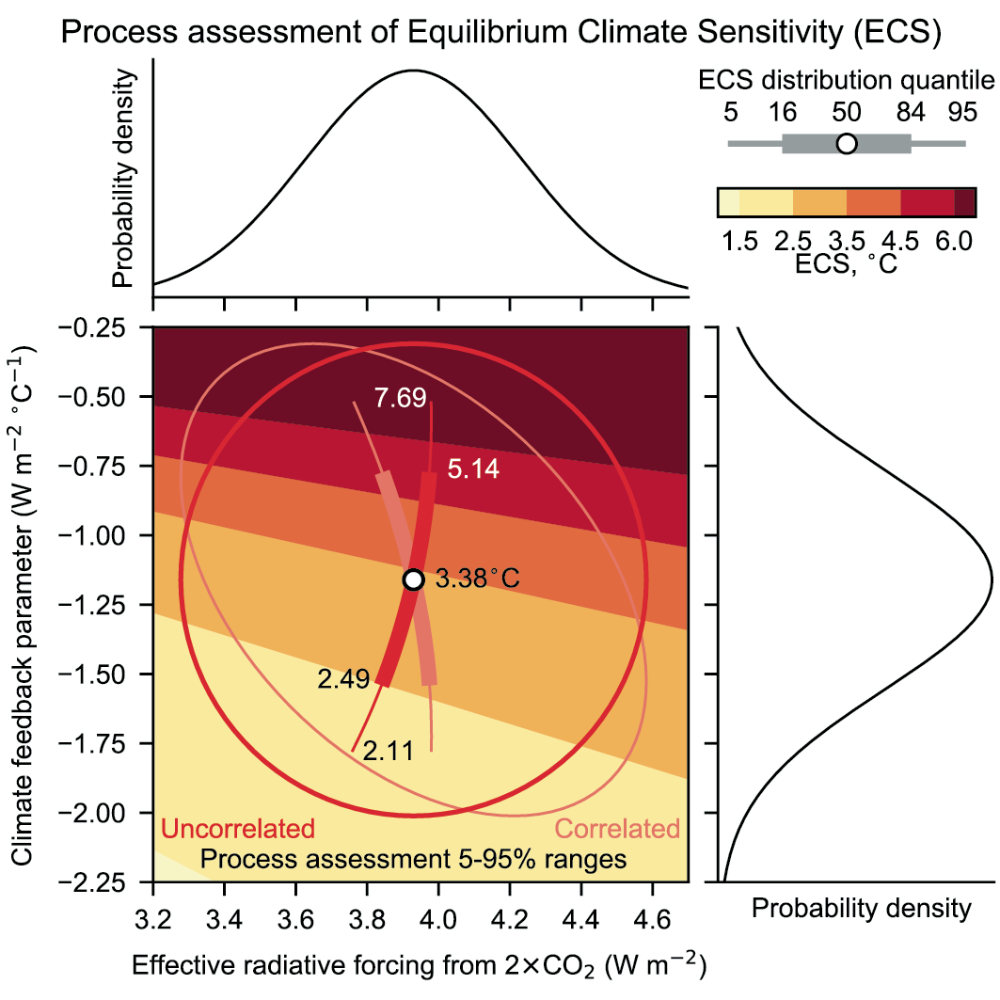 Process assessment of Equilibrium Climate Sensitivity (ECS)
Probability density
ECS distribution quantile
5 16 50 84 95
1.5 2.5 3.5 4.5 6.0
ECS, °C
Climate feedback parameter (W m⁻² °C⁻¹)
−0.25
−0.50
−0.75
−1.00
−1.25
−1.50
−1.75
−2.00
−2.25
7.69
5.14
3.38°C
2.49
2.11
Uncorrelated Correlated
Process assessment 5-95% ranges
3.2 3.4 3.6 3.8 4.0 4.2 4.4 4.6
Effective radiative forcing from 2×CO₂ (W m⁻²)
Probability density